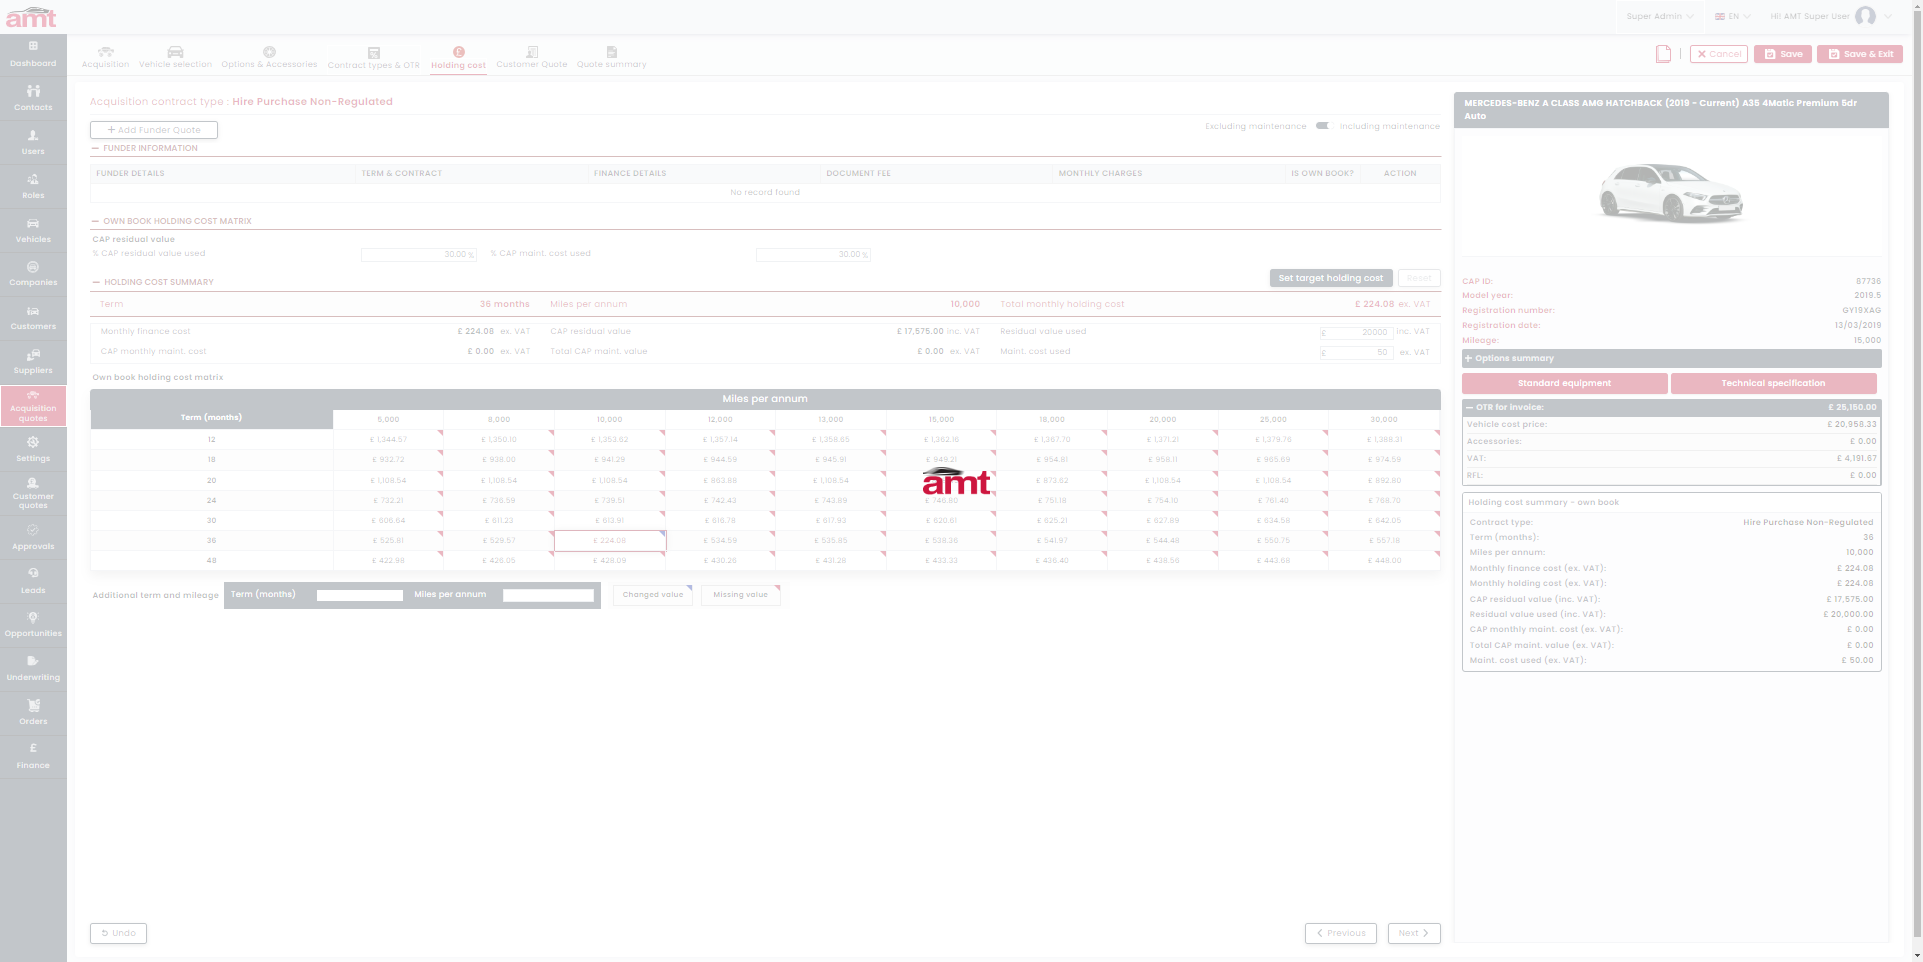 amt
Super Admin
EN
Hi! AMT Super User
Dashboard
Contacts
Users
Roles
Vehicles
Companies
Customers
Suppliers
Acquisition quotes
Settings
Customer quotes
Approvals
Leads
Opportunities
Underwriting
Orders
Finance
Acquisition Vehicle selection Options & Accessories Contract types & OTR Holding cost Customer Quote Quote summary
Cancel Save Save & Exit
Acquisition contract type : Hire Purchase Non-Regulated
+ Add Funder Quote
Excluding maintenance Including maintenance
— FUNDER INFORMATION
FUNDER DETAILS TERM & CONTRACT FINANCE DETAILS DOCUMENT FEE MONTHLY CHARGES IS OWN BOOK? ACTION
No record found
— OWN BOOK HOLDING COST MATRIX
CAP residual value
% CAP residual value used 30.00 % % CAP maint. cost used 30.00 %
— HOLDING COST SUMMARY
Set target holding cost Reset
Term 36 months Miles per annum 10,000 Total monthly holding cost £ 224.08 ex. VAT
Monthly finance cost £ 224.08 ex. VAT CAP residual value £ 17,575.00 inc. VAT Residual value used £ 20000 inc. VAT
CAP monthly maint. cost £ 0.00 ex. VAT Total CAP maint. value £ 0.00 ex. VAT Maint. cost used £ 50 ex. VAT
Own book holding cost matrix
Miles per annum
Term (months) 5,000 8,000 10,000 12,000 13,000 15,000 18,000 20,000 25,000 30,000
12 £ 1,344.57 £ 1,350.10 £ 1,353.62 £ 1,357.14 £ 1,358.65 £ 1,362.16 £ 1,367.70 £ 1,371.21 £ 1,379.76 £ 1,388.31
18 £ 932.72 £ 938.00 £ 941.29 £ 944.59 £ 945.91 £ 949.21 £ 954.81 £ 958.11 £ 965.69 £ 974.59
20 £ 1,108.54 £ 1,108.54 £ 1,108.54 £ 863.88 £ 1,108.54 £ 873.62 £ 1,108.54 £ 1,108.54 £ 892.80
amt
24 £ 732.21 £ 736.59 £ 739.51 £ 742.43 £ 743.89 £ 746.80 £ 751.18 £ 754.10 £ 761.40 £ 768.70
30 £ 606.64 £ 611.23 £ 613.91 £ 616.78 £ 617.93 £ 620.61 £ 625.21 £ 627.89 £ 634.58 £ 642.05
36 £ 525.81 £ 529.57 £ 224.08 £ 534.59 £ 535.85 £ 538.36 £ 541.97 £ 544.48 £ 550.75 £ 557.18
48 £ 422.98 £ 426.05 £ 428.09 £ 430.26 £ 431.28 £ 433.33 £ 436.40 £ 438.56 £ 443.68 £ 448.00
Additional term and mileage Term (months) Miles per annum Changed value Missing value
Undo
Previous Next
MERCEDES-BENZ A CLASS AMG HATCHBACK (2019 - Current) A35 4Matic Premium 5dr
Auto
CAP ID: 87736
Model year: 2019.5
Registration number: GY19XAG
Registration date: 13/03/2019
Mileage: 15,000
+ Options summary
Standard equipment Technical specification
— OTR for invoice: £ 25,150.00
Vehicle cost price: £ 20,958.33
Accessories: £ 0.00
VAT: £ 4,191.67
RFL: £ 0.00
Holding cost summary - own book
Contract type: Hire Purchase Non-Regulated
Term (months): 36
Miles per annum: 10,000
Monthly finance cost (ex. VAT): £ 224.08
Monthly holding cost (ex. VAT): £ 224.08
CAP residual value (inc. VAT): £ 17,575.00
Residual value used (inc. VAT): £ 20,000.00
CAP monthly maint. cost (ex. VAT): £ 0.00
Total CAP maint. value (ex. VAT): £ 0.00
Maint. cost used (ex. VAT): £ 50.00